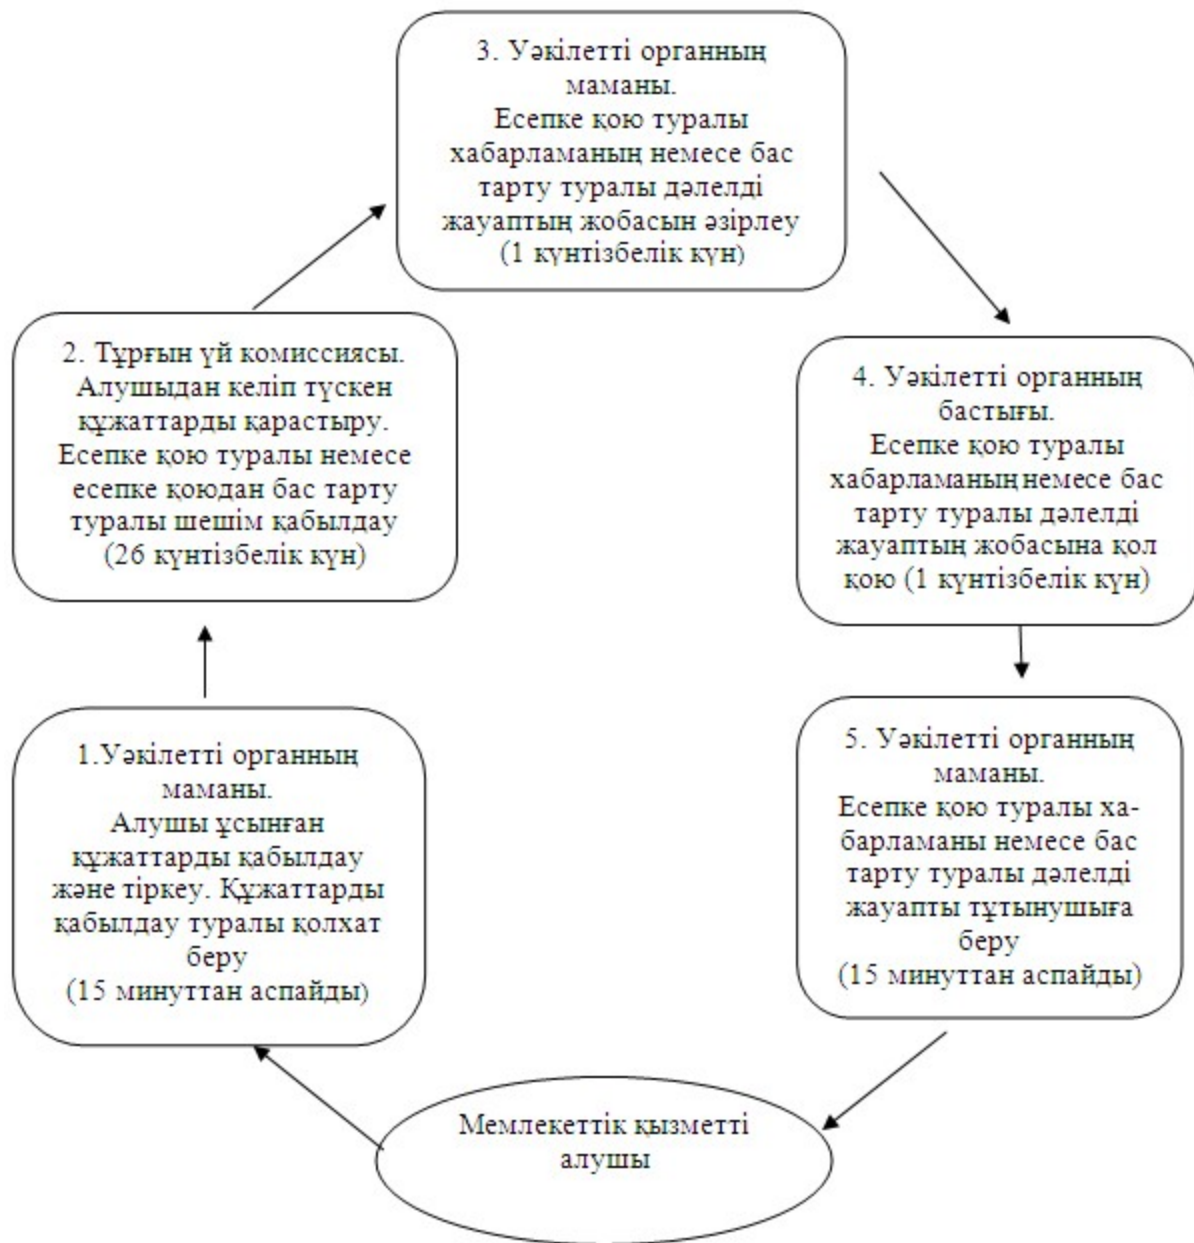 3. Уәкілетті органның
маманы.
Есепке қою туралы
хабарламаның немесе бас
тарту туралы дәлелді
жауаптың жобасын әзірлеу
(1 күнтізбелік күн)
2. Тұрғын үй комиссиясы.
Алушыдан келіп түскен
құжаттарды қарастыру.
Есепке қою туралы немесе
есепке қоюдан бас тарту
туралы шешім қабылдау
(26 күнтізбелік күн)
4. Уәкілетті органның
бастығы.
Есепке қою туралы
хабарламаның немесе бас
тарту туралы дәлелді
жауаптың жобасына қол
қою (1 күнтізбелік күн)
1.Уәкілетті органның
маманы.
Алушы ұсынған
құжаттарды қабылдау
және тіркеу. Құжаттарды
қабылдау туралы қолхат
беру
(15 минуттан аспайды)
5. Уәкілетті органның
маманы.
Есепке қою туралы ха-
барламаны немесе бас
тарту туралы дәлелді
жауапты тұтынушыға
беру
(15 минуттан аспайды)
Мемлекеттік қызметті
алушы